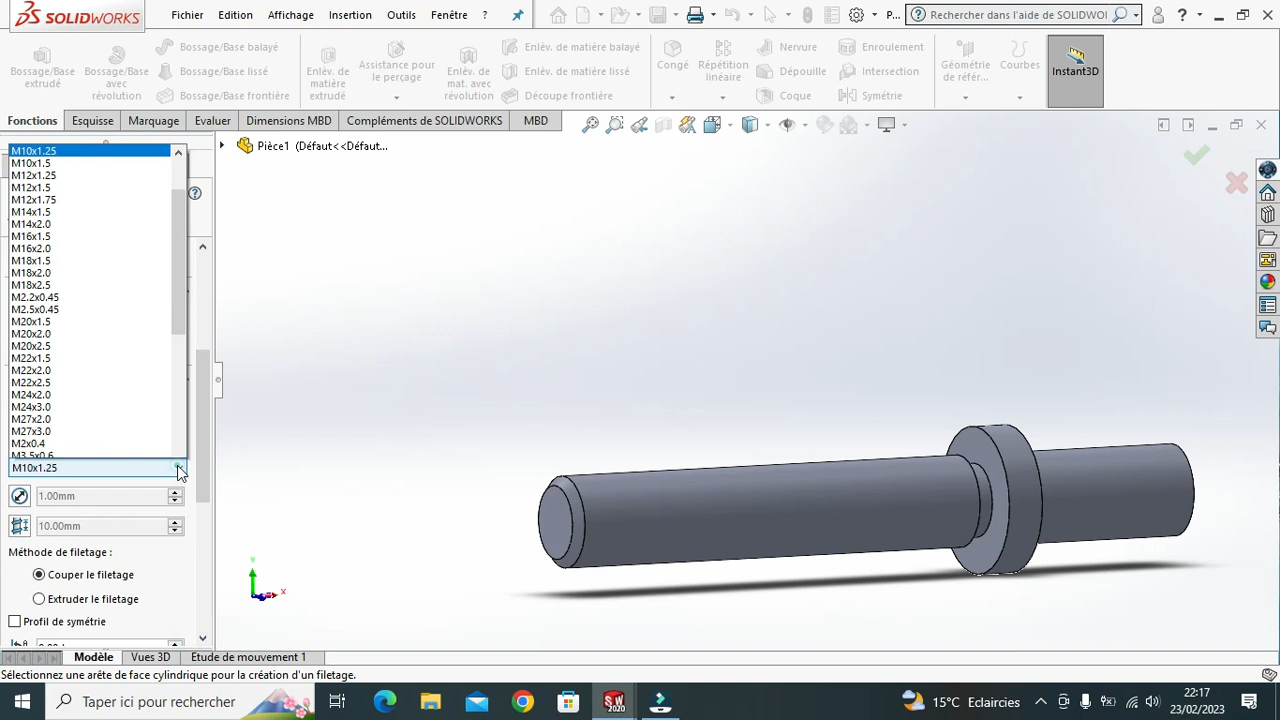 SOLIDWORKS
Fichier Edition Affichage Insertion Outils Fenêtre ?
P...
Rechercher dans l'aide de SOLIDWOI
?
Bossage/Base extrudé
Bossage/Base avec révolution
Bossage/Base balayé
Bossage/Base lissé
Bossage/Base frontière
Enlèv. de matière extrudé
Assistance pour le perçage
Enlèv. de mat. avec révolution
Enlèv. de matière balayé
Enlèv. de matière lissé
Découpe frontière
Congé
Répétition linéaire
Nervure
Dépouille
Coque
Enroulement
Intersection
Symétrie
Géométrie de référ...
Courbes
Instant3D
Fonctions Esquisse Marquage Evaluer Dimensions MBD Compléments de SOLIDWORKS MBD
Pièce1 (Défaut<<Défaut...
M10x1.25
M10x1.5
M12x1.25
M12x1.5
M12x1.75
M14x1.5
M14x2.0
M16x1.5
M16x2.0
M18x1.5
M18x2.0
M18x2.5
M2.2x0.45
M2.5x0.45
M20x1.5
M20x2.0
M20x2.5
M22x1.5
M22x2.0
M22x2.5
M24x2.0
M24x3.0
M27x2.0
M27x3.0
M2x0.4
M3.5x0.6
M10x1.25
1.00mm
10.00mm
Méthode de filetage :
Couper le filetage
Extruder le filetage
Profil de symétrie
Y
X
Modèle Vues 3D Etude de mouvement 1
Sélectionnez une arête de face cylindrique pour la création d'un filetage.
Taper ici pour rechercher
SW 2020
15°C Eclaircies
22:17
23/02/2023